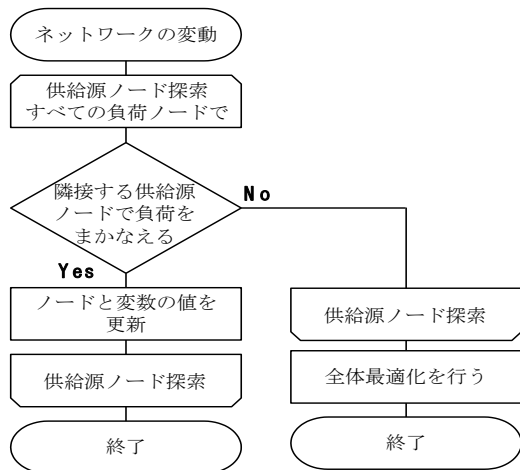 ネットワークの変動
供給源ノード探索
すべての負荷ノードで
隣接する供給源
ノードで負荷を
まかなえる
No
Yes
ノードと変数の値を
更新
供給源ノード探索
終了
供給源ノード探索
全体最適化を行う
終了